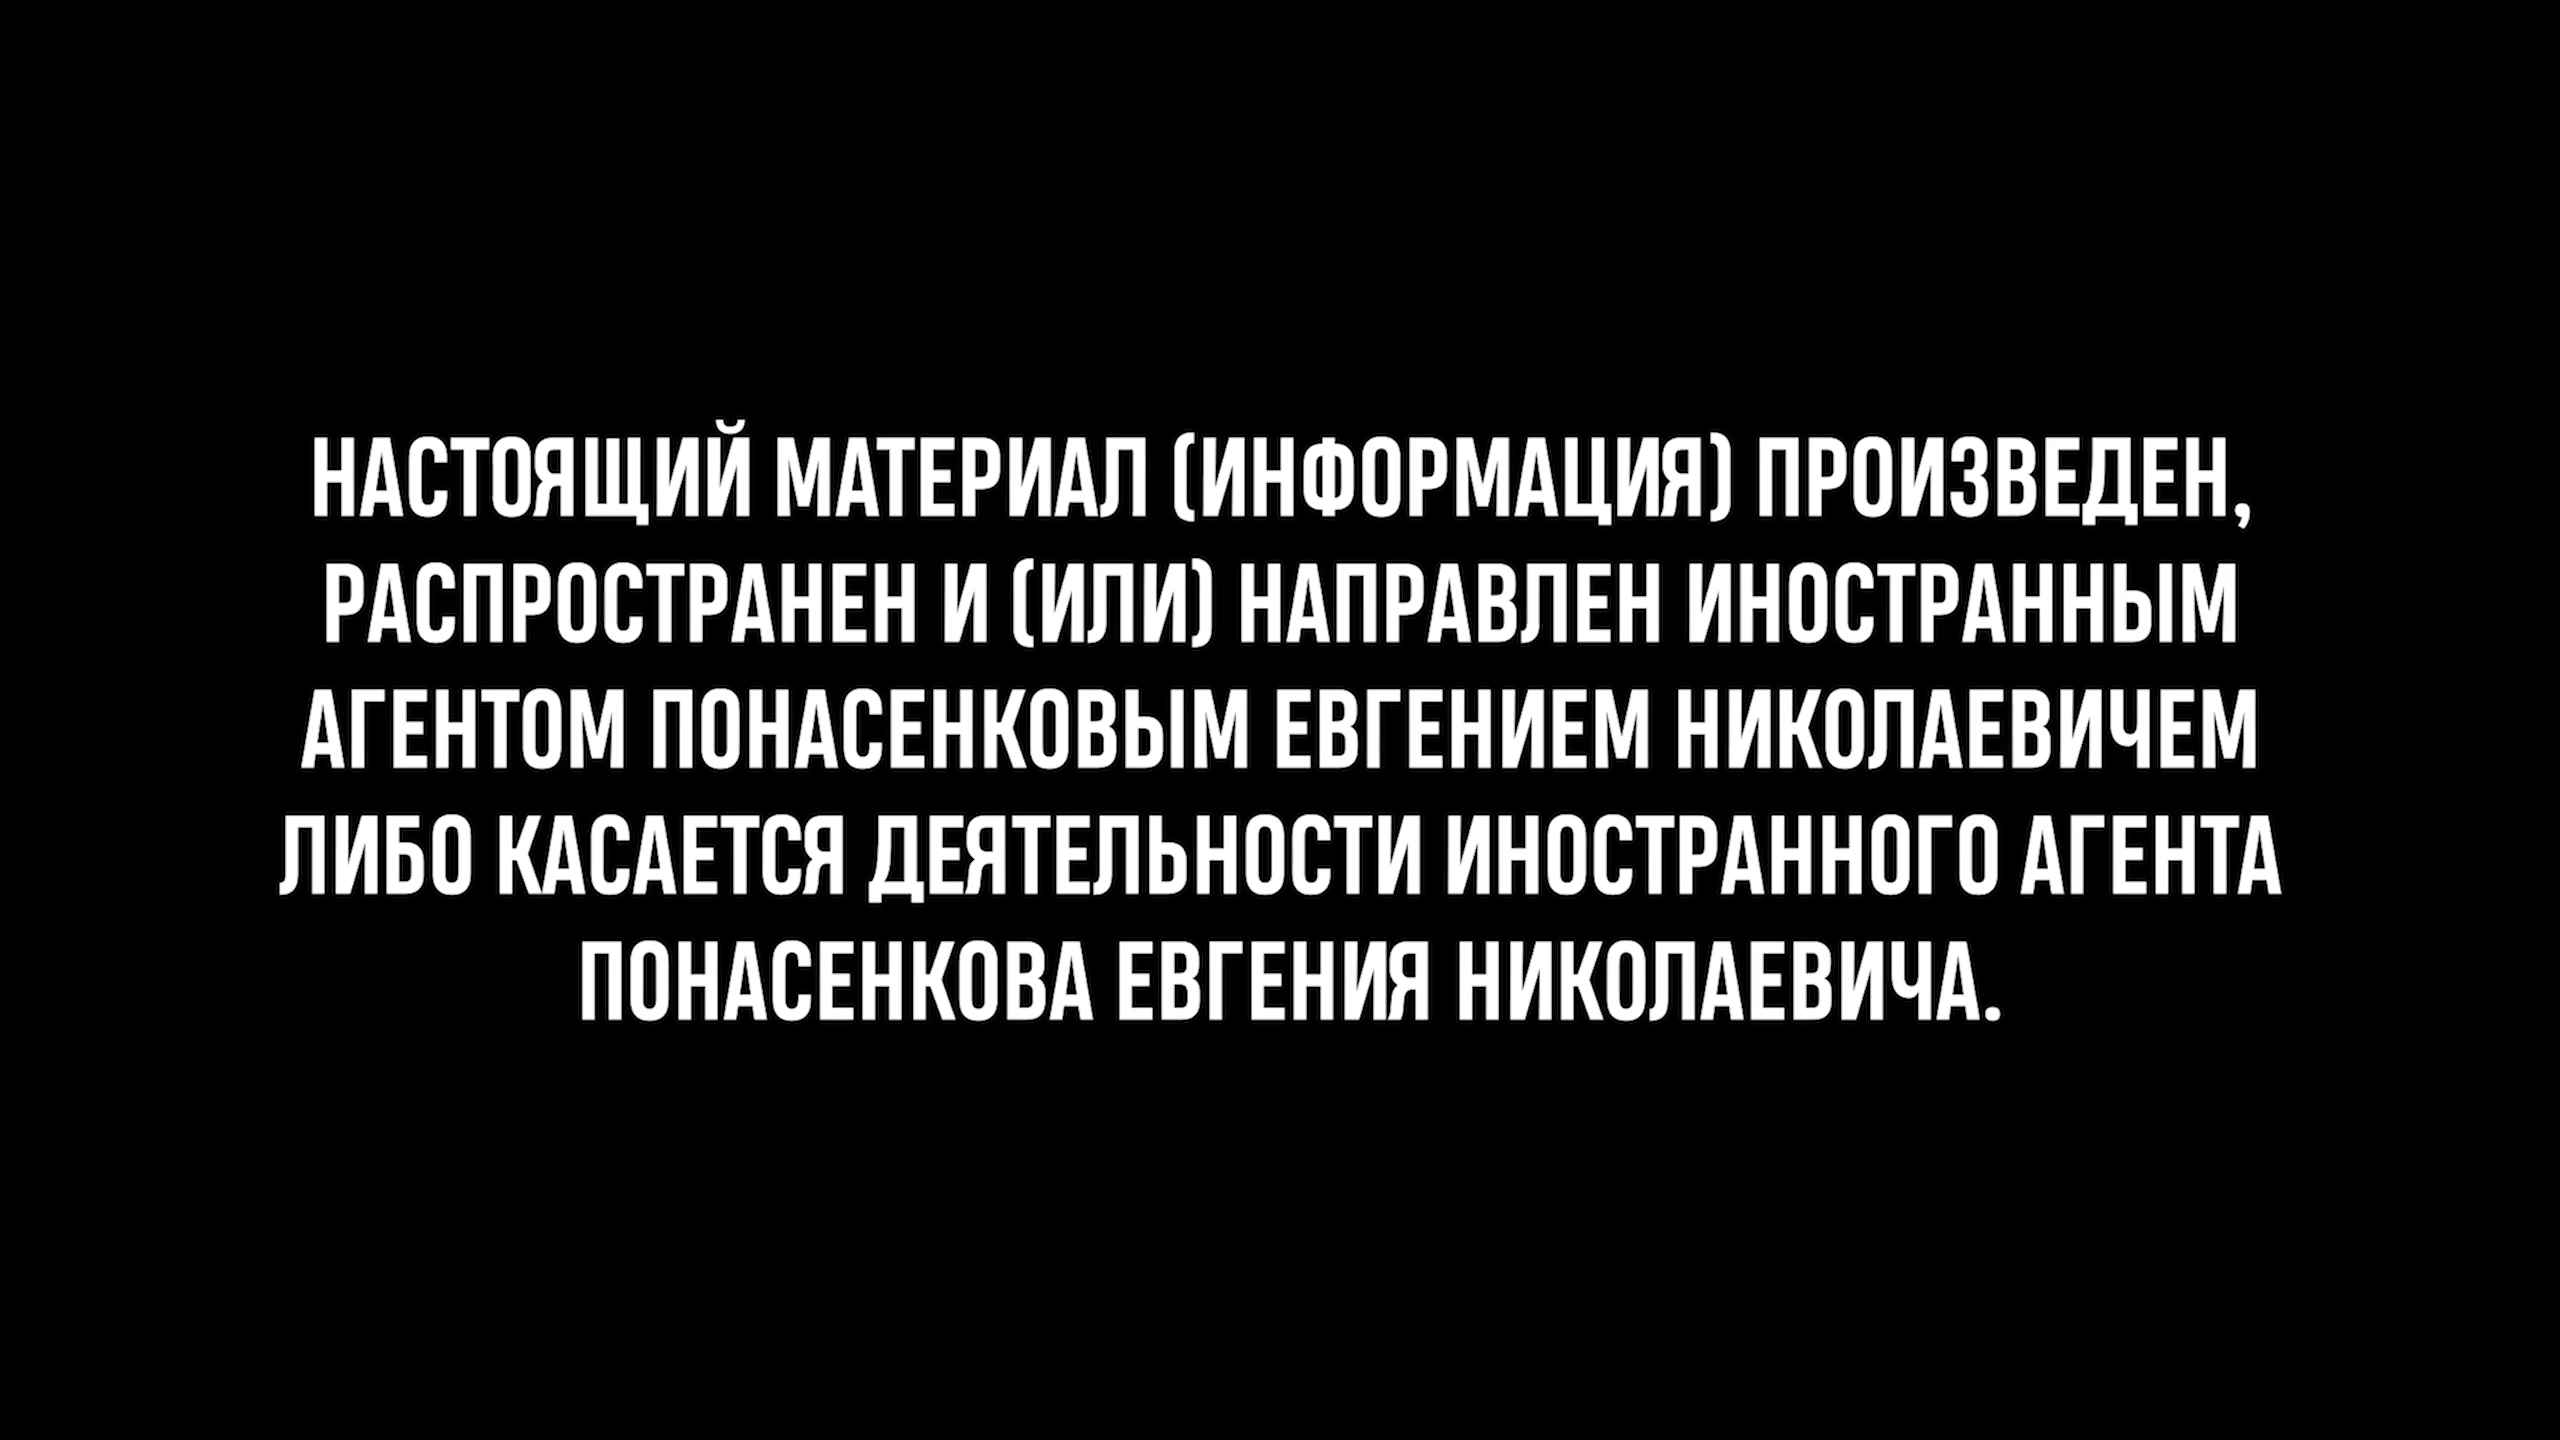 НАСТОЯЩИЙ МАТЕРИАЛ (ИНФОРМАЦИЯ) ПРОИЗВЕДЕН,
РАСПРОСТРАНЕН И (ИЛИ) НАПРАВЛЕН ИНОСТРАННЫМ
АГЕНТОМ ПОНАСЕНКОВЫМ ЕВГЕНИЕМ НИКОЛАЕВИЧЕМ
ЛИБО КАСАЕТСЯ ДЕЯТЕЛЬНОСТИ ИНОСТРАННОГО АГЕНТА
ПОНАСЕНКОВА ЕВГЕНИЯ НИКОЛАЕВИЧА.